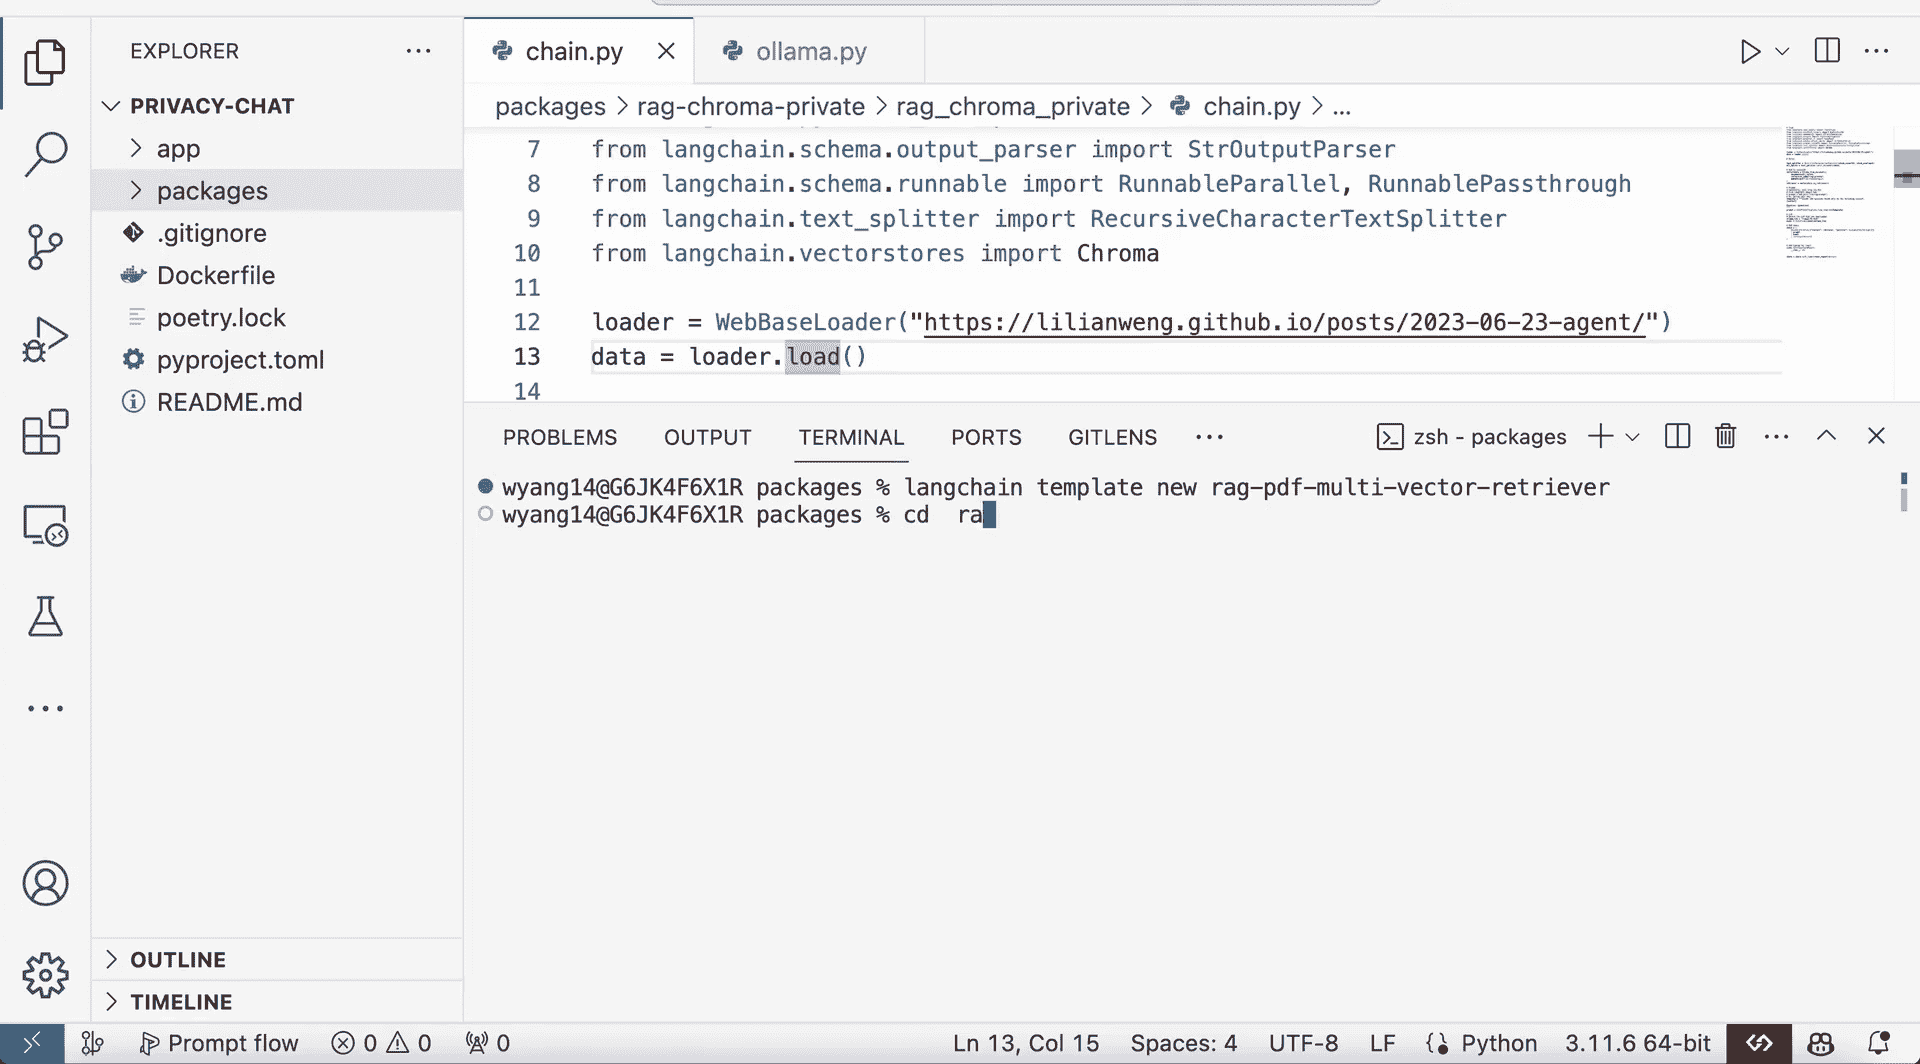 EXPLORER
PRIVACY-CHAT
app
packages
.gitignore
Dockerfile
poetry.lock
pyproject.toml
README.md
OUTLINE
TIMELINE
chain.py
ollama.py
packages > rag-chroma-private > rag_chroma_private > chain.py > ...
7 from langchain.schema.output_parser import StrOutputParser
8 from langchain.schema.runnable import RunnableParallel, RunnablePassthrough
9 from langchain.text_splitter import RecursiveCharacterTextSplitter
10 from langchain.vectorstores import Chroma
11
12 loader = WebBaseLoader("https://lilianweng.github.io/posts/2023-06-23-agent/")
13 data = loader.load()
14
PROBLEMS OUTPUT TERMINAL PORTS GITLENS zsh - packages
wyang14@G6JK4F6X1R packages % langchain template new rag-pdf-multi-vector-retriever
wyang14@G6JK4F6X1R packages % cd  ra
Prompt flow 0 0 0 Ln 13, Col 15 Spaces: 4 UTF-8 LF Python 3.11.6 64-bit